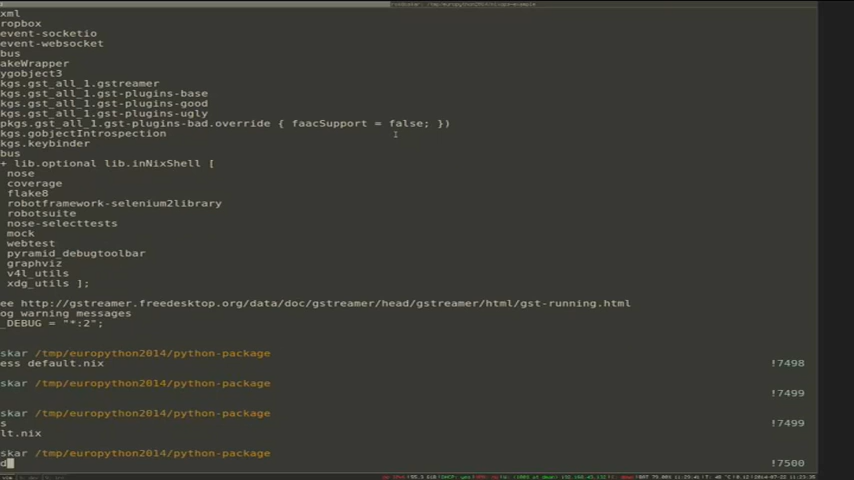 xml
ropbox
event-socketio
event-websocket
bus
akeWrapper
ygobject3
kgs.gst_all_1.gstreamer
kgs.gst_all_1.gst-plugins-base
kgs.gst_all_1.gst-plugins-good
kgs.gst_all_1.gst-plugins-ugly
pkgs.gst_all_1.gst-plugins-bad.override { faacSupport = false; })
kgs.gobjectIntrospection
kgs.keybinder
bus
+ lib.optional lib.inNixShell [
nose
coverage
flake8
robotframework-selenium2library
robotsuite
nose-selecttests
mock
webtest
pyramid_debugtoolbar
graphviz
v4l_utils
xdg_utils ];
ee http://gstreamer.freedesktop.org/data/doc/gstreamer/head/gstreamer/html/gst-running.html
og warning messages
_DEBUG = "*:2";
skar /tmp/europython2014/python-package
ess default.nix !7498
skar /tmp/europython2014/python-package
!7499
skar /tmp/europython2014/python-package
s !7499
lt.nix
skar /tmp/europython2014/python-package
d !7500